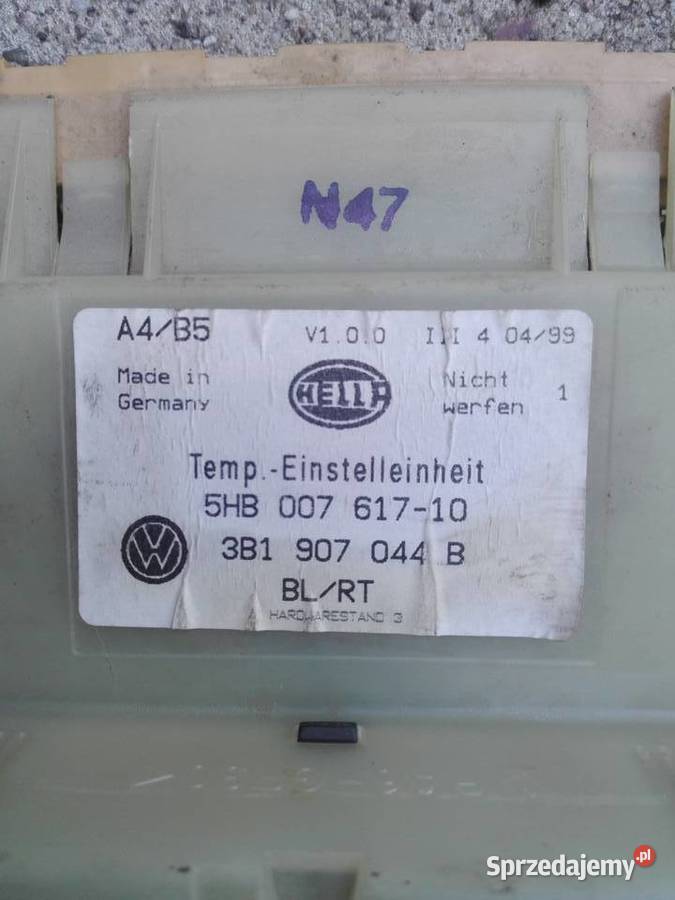 N47
A4/B5 V1.0.0 III 4 04/99
Made in Germany
HELLA
Nicht werfen 1
Temp.-Einstelleinheit
5HB 007 617-10
VW 3B1 907 044 B
BL/RT
HARDWARESTAND 3
Sprzedajemy.pl